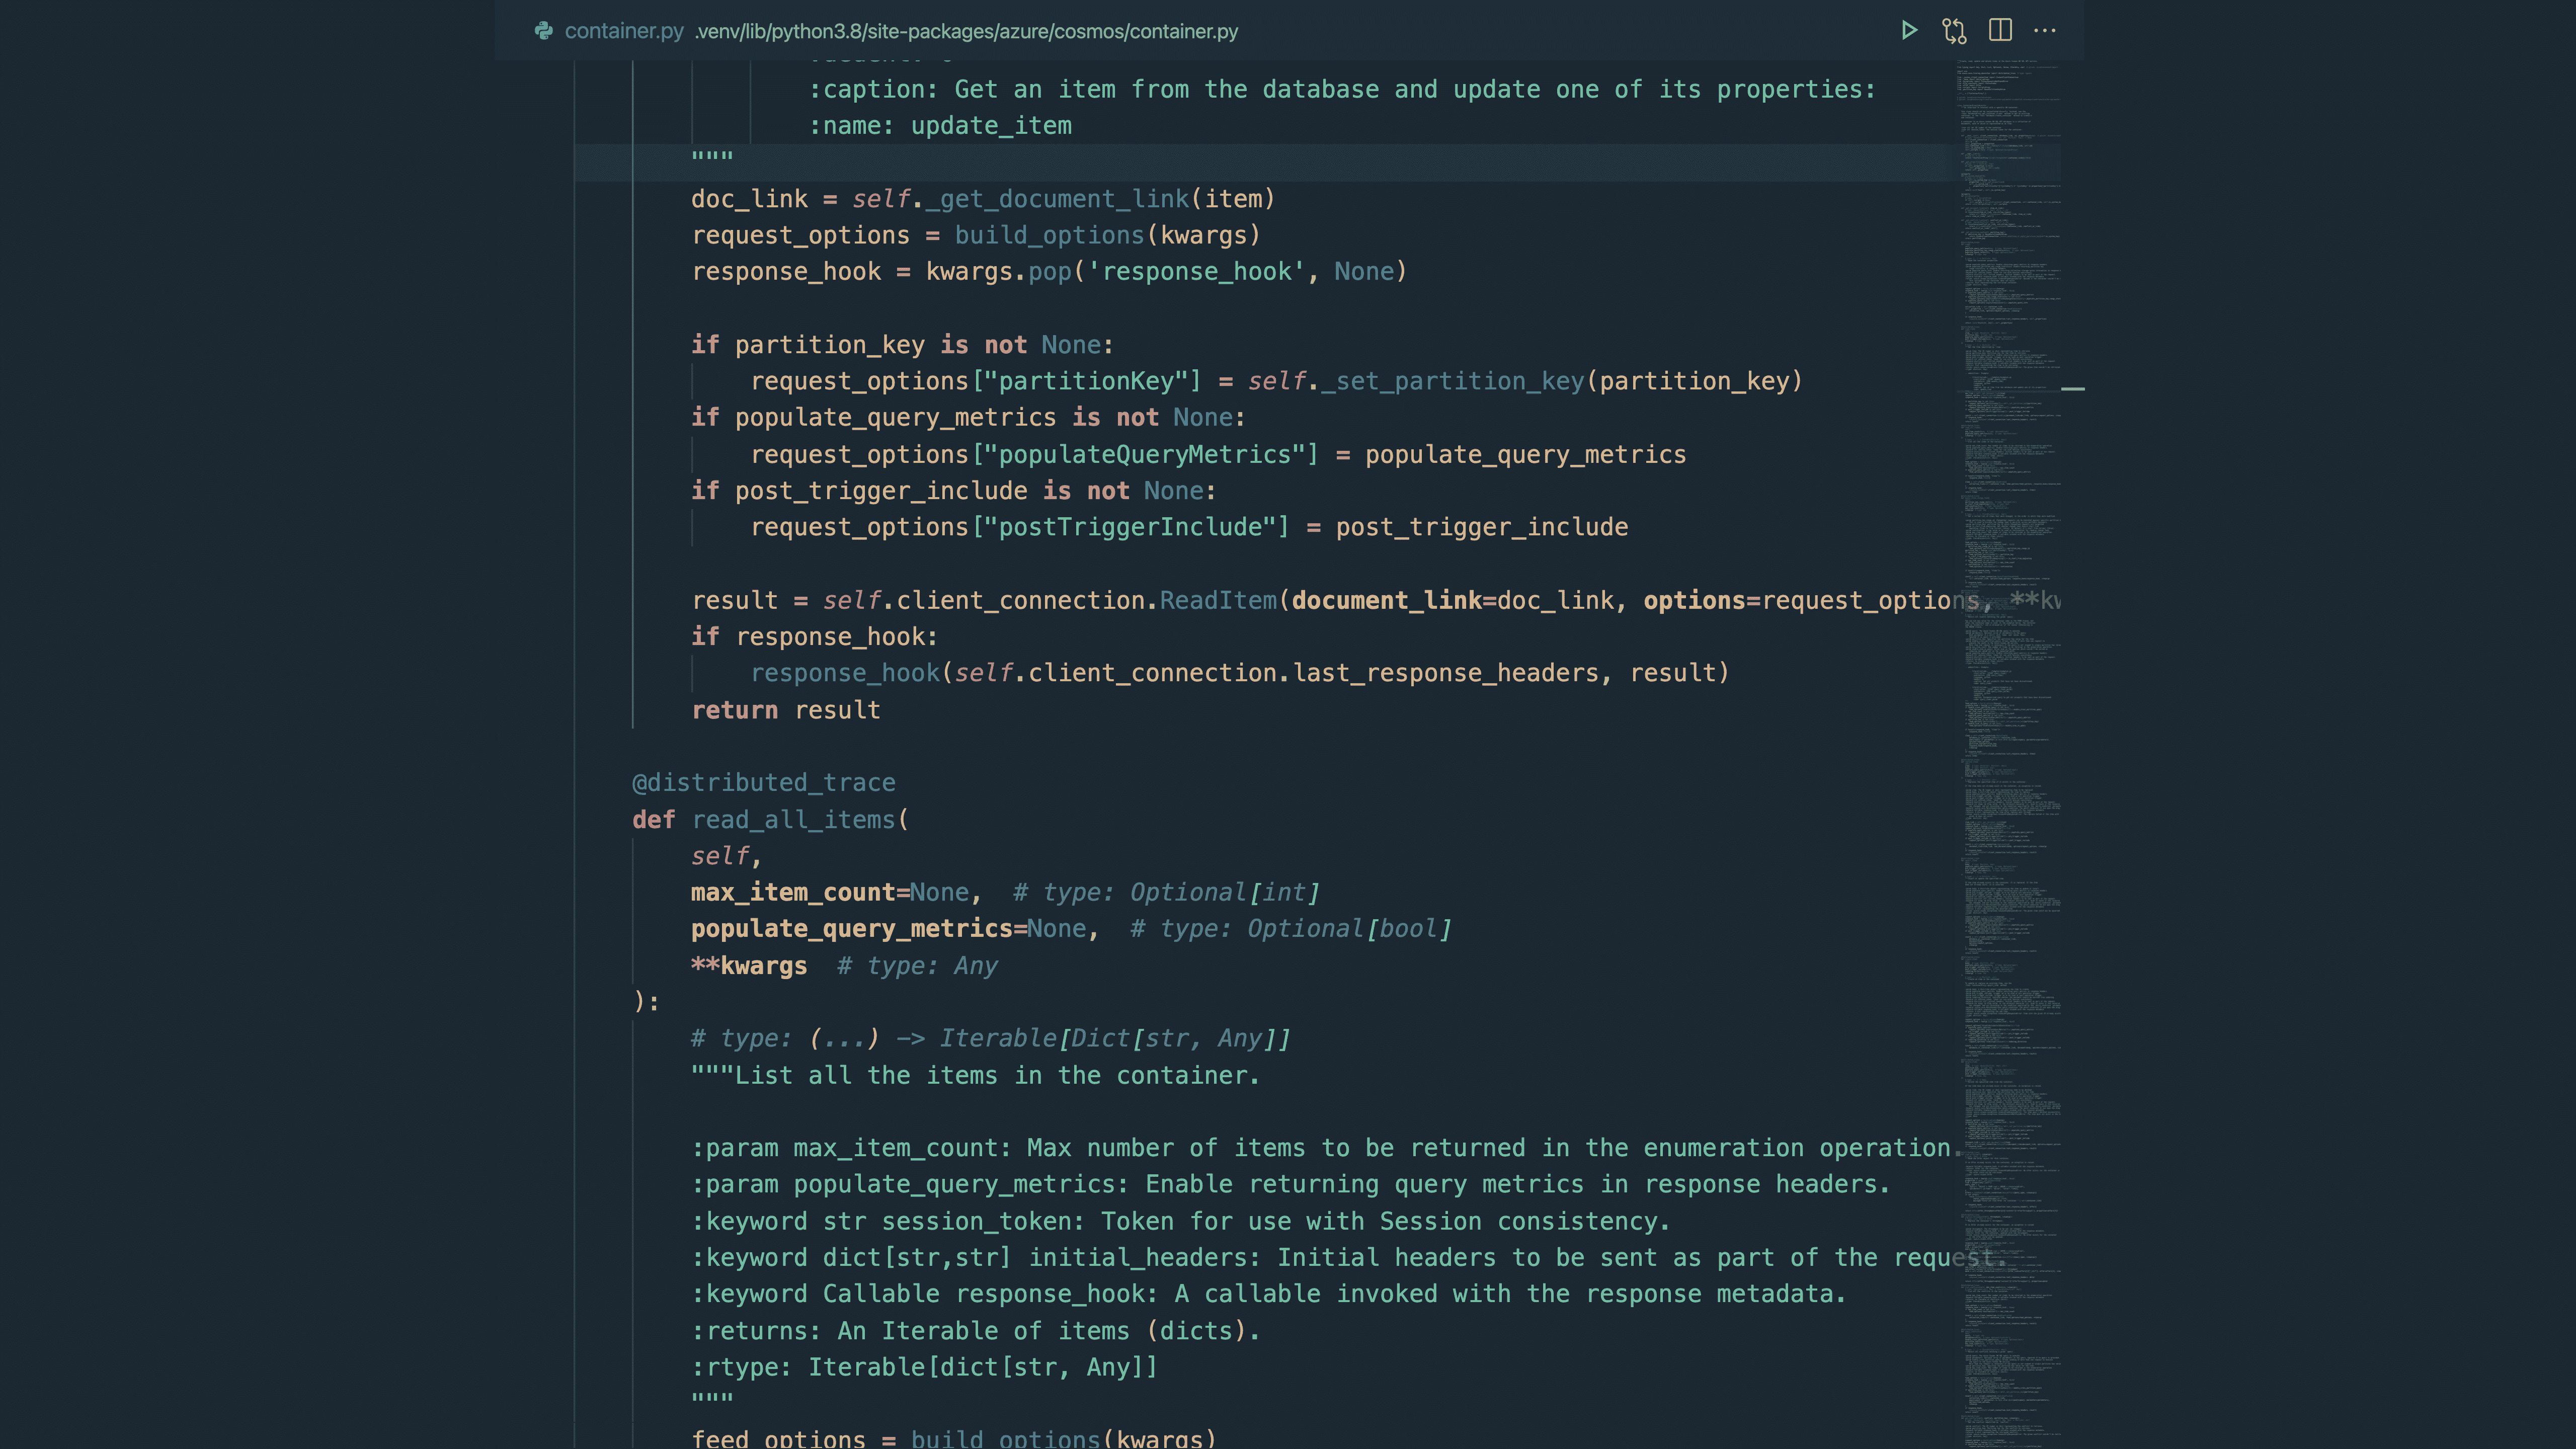 container.py .venv/lib/python3.8/site-packages/azure/cosmos/container.py
:caption: Get an item from the database and update one of its properties:
:name: update_item
"""
doc_link = self._get_document_link(item)
request_options = build_options(kwargs)
response_hook = kwargs.pop('response_hook', None)
if partition_key is not None:
request_options["partitionKey"] = self._set_partition_key(partition_key)
if populate_query_metrics is not None:
request_options["populateQueryMetrics"] = populate_query_metrics
if post_trigger_include is not None:
request_options["postTriggerInclude"] = post_trigger_include
result = self.client_connection.ReadItem(document_link=doc_link, options=request_options, **kw
if response_hook:
response_hook(self.client_connection.last_response_headers, result)
return result
@distributed_trace
def read_all_items(
self,
max_item_count=None,  # type: Optional[int]
populate_query_metrics=None,  # type: Optional[bool]
**kwargs  # type: Any
):
# type: (...) -> Iterable[Dict[str, Any]]
"""List all the items in the container.
:param max_item_count: Max number of items to be returned in the enumeration operation.
:param populate_query_metrics: Enable returning query metrics in response headers.
:keyword str session_token: Token for use with Session consistency.
:keyword dict[str,str] initial_headers: Initial headers to be sent as part of the request.
:keyword Callable response_hook: A callable invoked with the response metadata.
:returns: An Iterable of items (dicts).
:rtype: Iterable[dict[str, Any]]
"""
feed_options = build_options(kwargs)